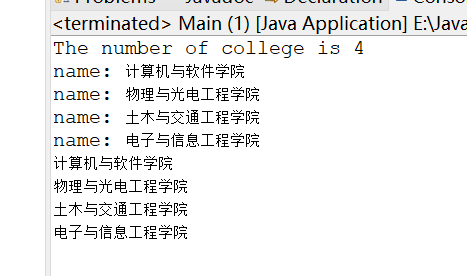 Problems Javadoc Declaration
<terminated> Main (1) [Java Application] E:\Java
The number of college is 4
name: 计算机与软件学院
name: 物理与光电工程学院
name: 土木与交通工程学院
name: 电子与信息工程学院
计算机与软件学院
物理与光电工程学院
土木与交通工程学院
电子与信息工程学院